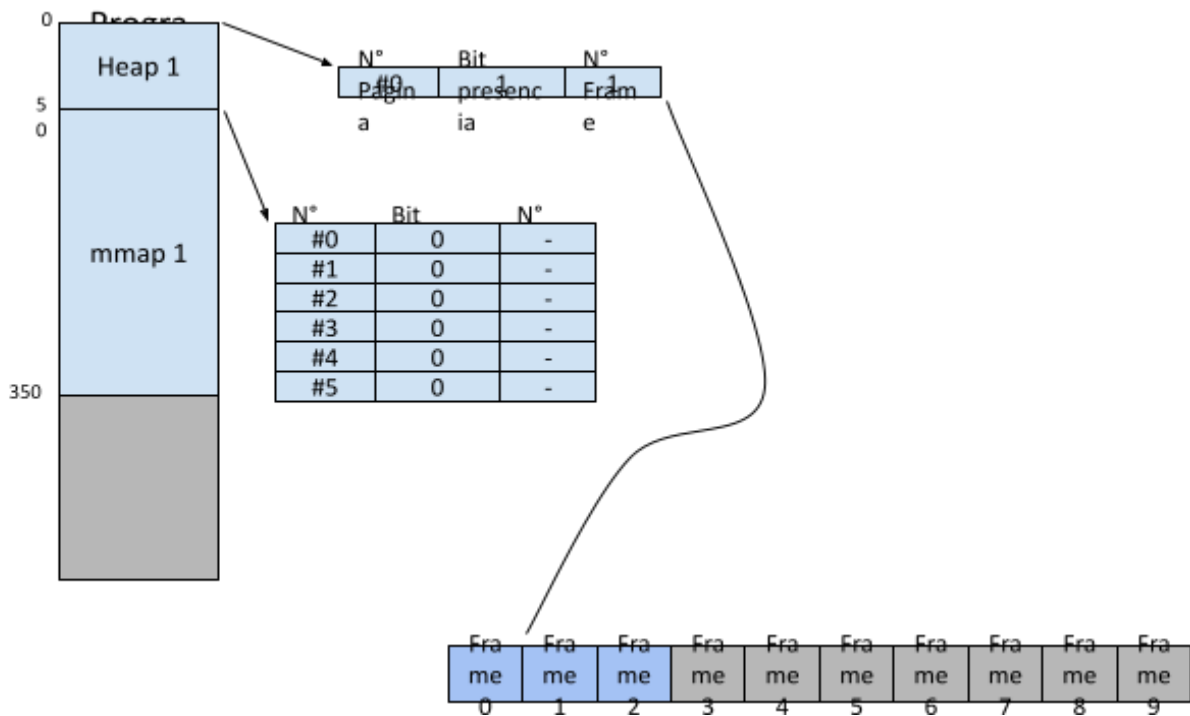 0
Progra
Heap 1
5
0
mmap 1
350
N° Bit N°
#0 1 1
Págin presenc Fram
a ia e
N° Bit N°
#0 0 -
#1 0 -
#2 0 -
#3 0 -
#4 0 -
#5 0 -
Fra Fra Fra Fra Fra Fra Fra Fra Fra Fra
me me me me me me me me me me
0 1 2 3 4 5 6 7 8 9